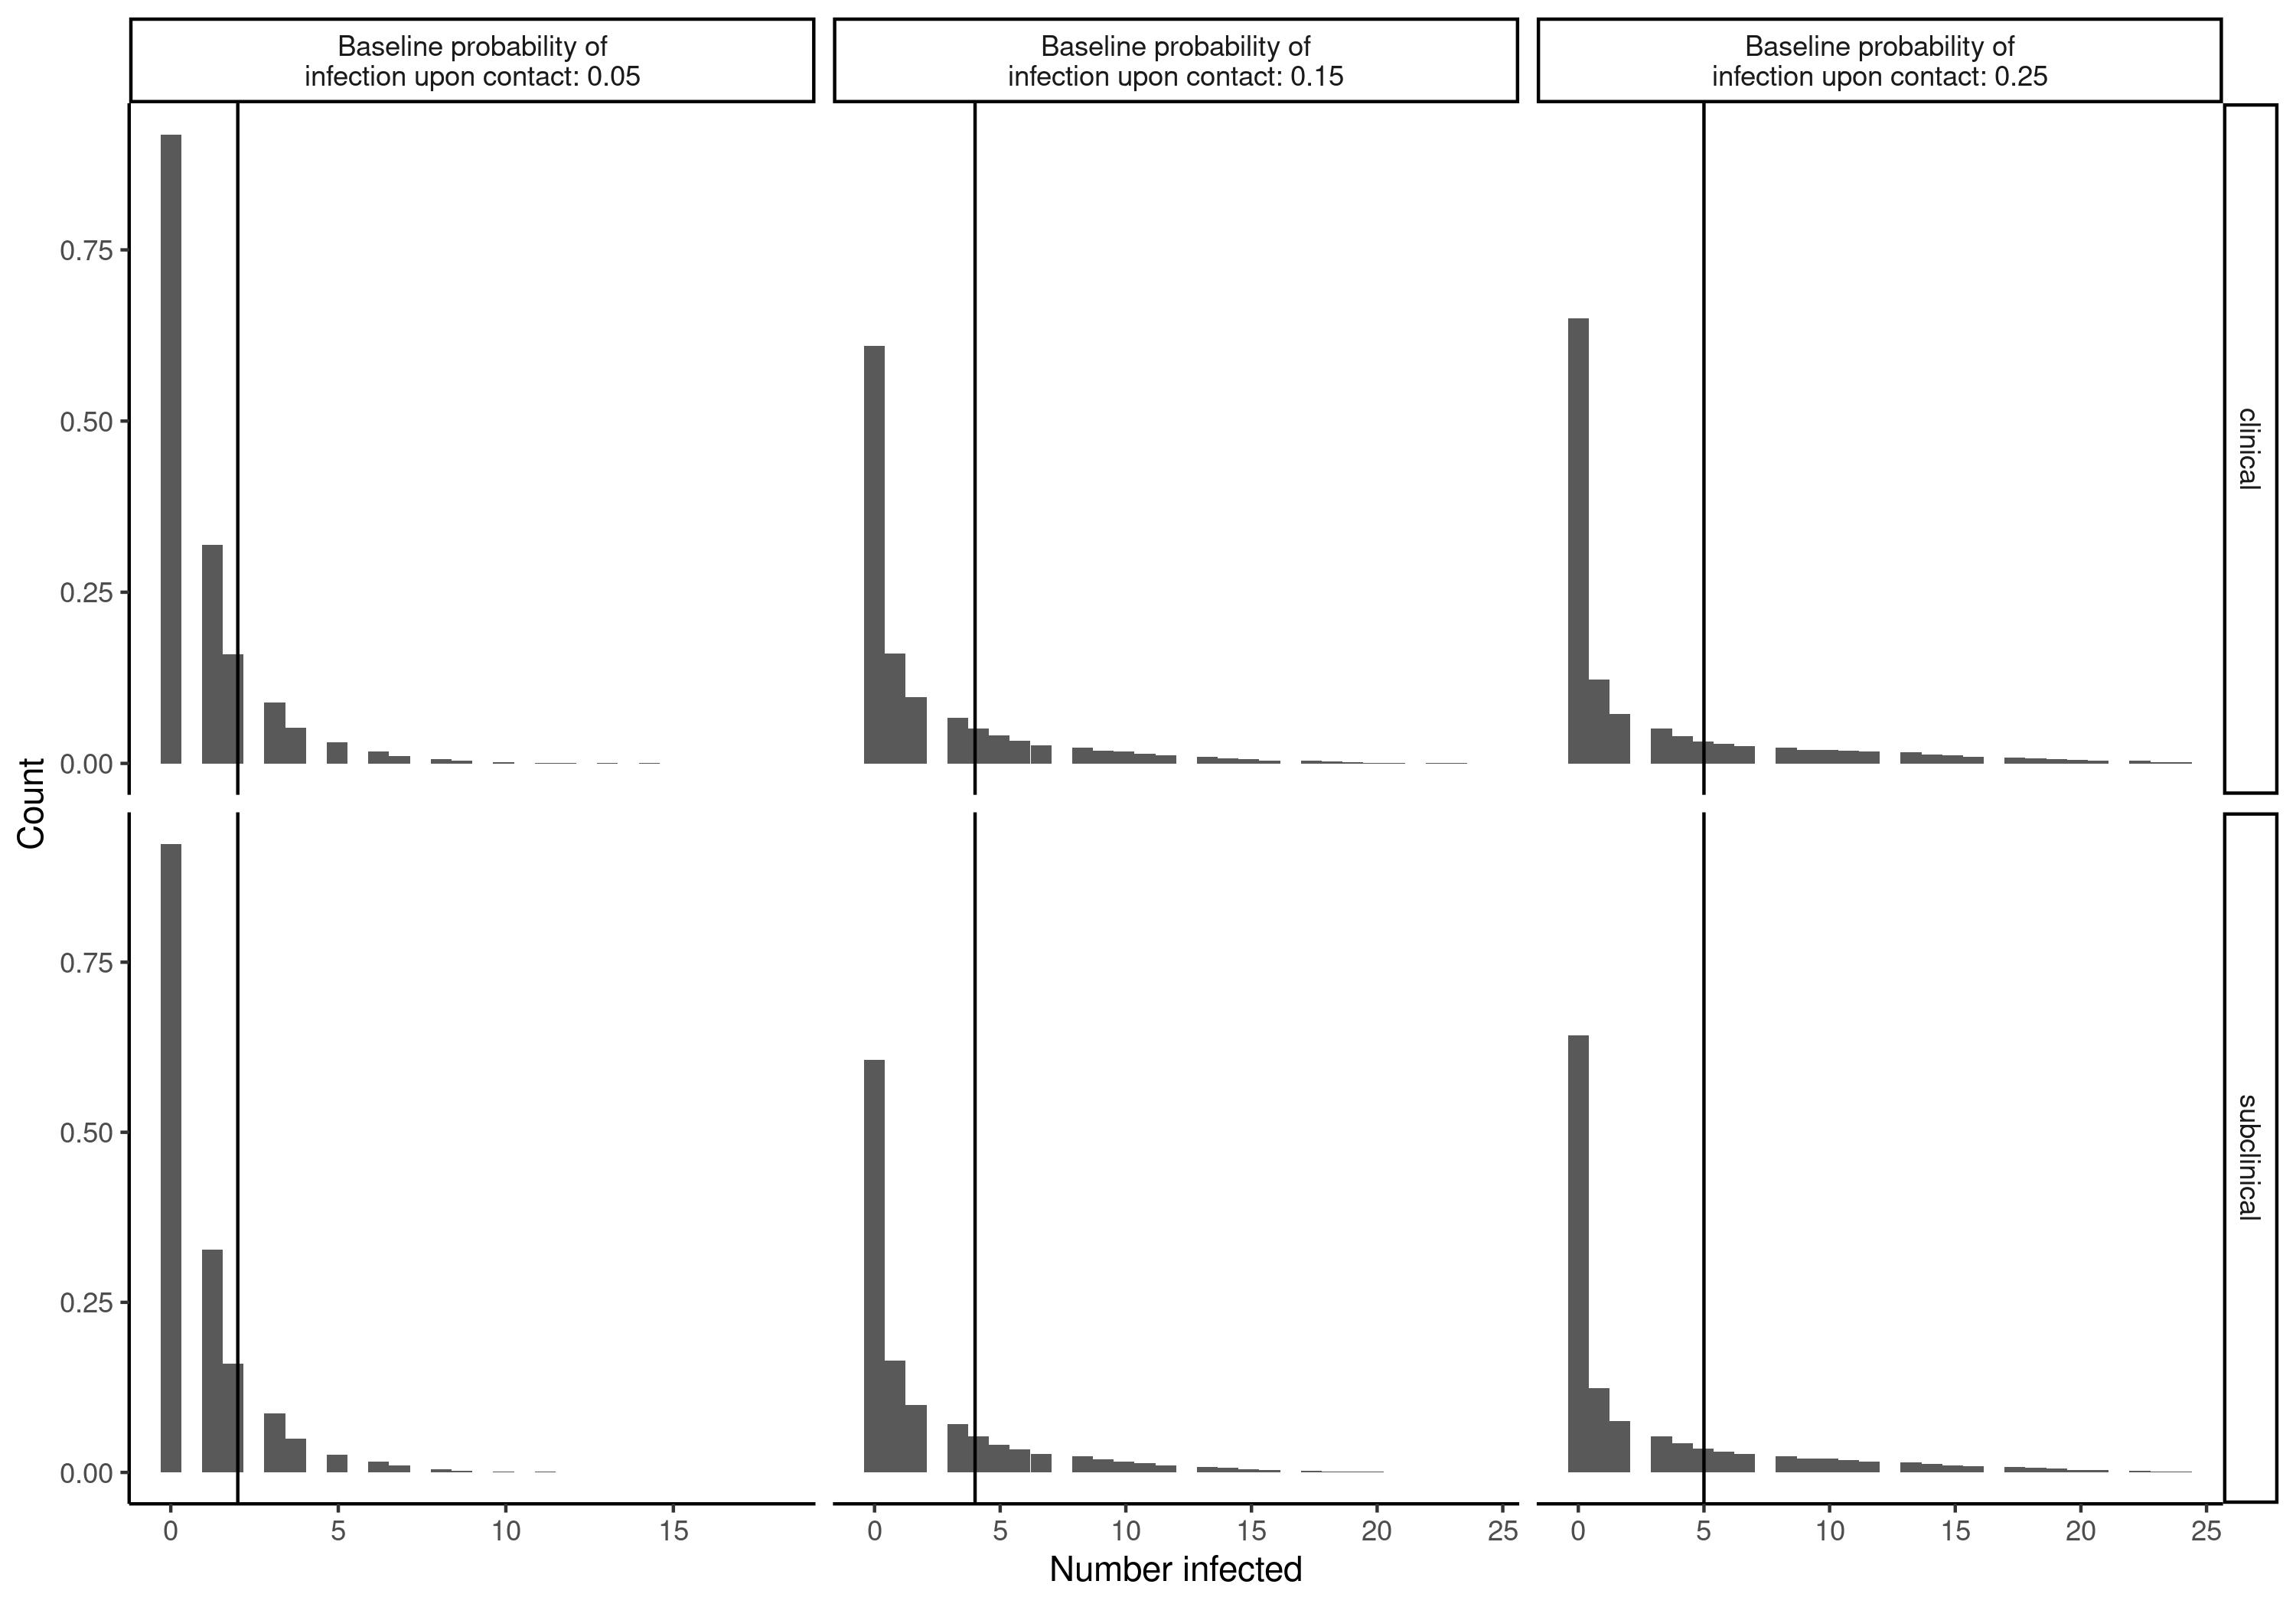 Baseline probability of
infection upon contact: 0.05
Baseline probability of
infection upon contact: 0.15
Baseline probability of
infection upon contact: 0.25
0.75
0.50
0.25
0.00
clinical
Count
0.75
0.50
0.25
0.00
subclinical
0 5 10 15
0 5 10 15 20 25
0 5 10 15 20 25
Number infected